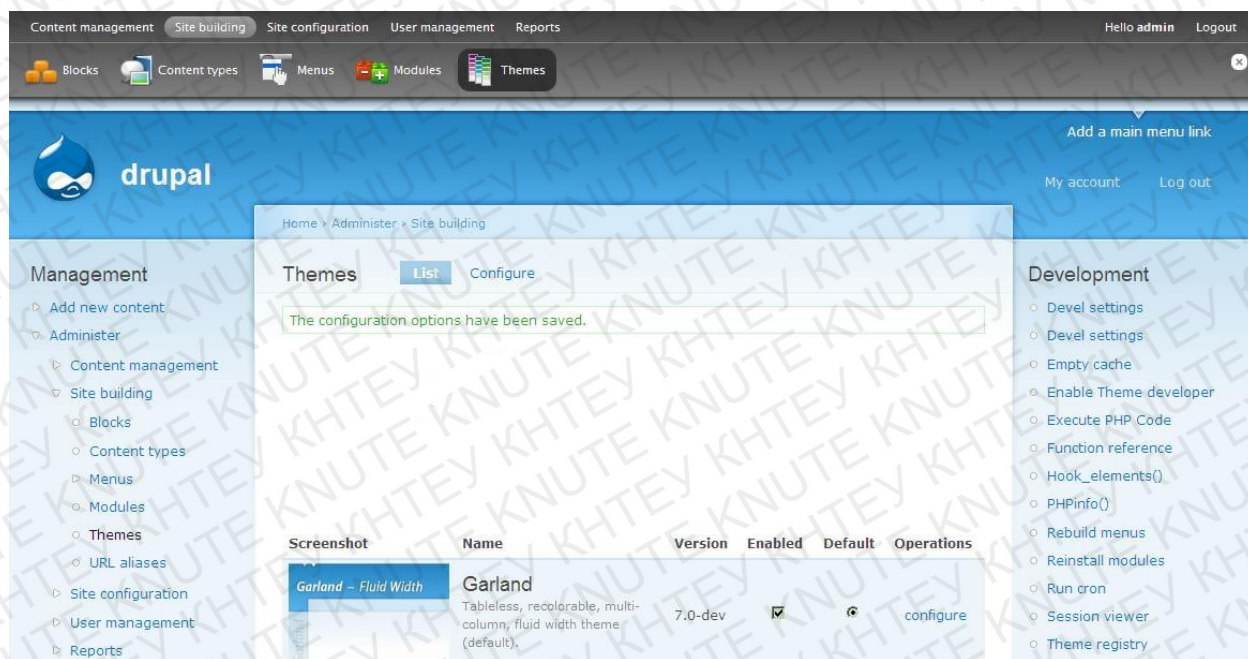 Content management Site building Site configuration User management Reports Hello admin Logout
Blocks Content types Menus Modules Themes
Add a main menu link
drupal
My account Log out
Home › Administer › Site building
Management
Add new content
Administer
Content management
Site building
Blocks
Content types
Menus
Modules
Themes
URL aliases
Site configuration
User management
Reports
Themes List Configure
The configuration options have been saved.
Screenshot Name Version Enabled Default Operations
Garland – Fluid Width
Garland
Tableless, recolorable, multi-
column, fluid width theme
(default).
7.0-dev configure
Development
Devel settings
Devel settings
Empty cache
Enable Theme developer
Execute PHP Code
Function reference
Hook_elements()
PHPinfo()
Rebuild menus
Reinstall modules
Run cron
Session viewer
Theme registry
KNUTE KHTEY KNUTE KHTEY